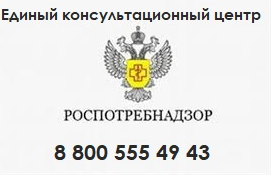 Единый консультационный центр
РОСПОТРЕБНАДЗОР
8 800 555 49 43